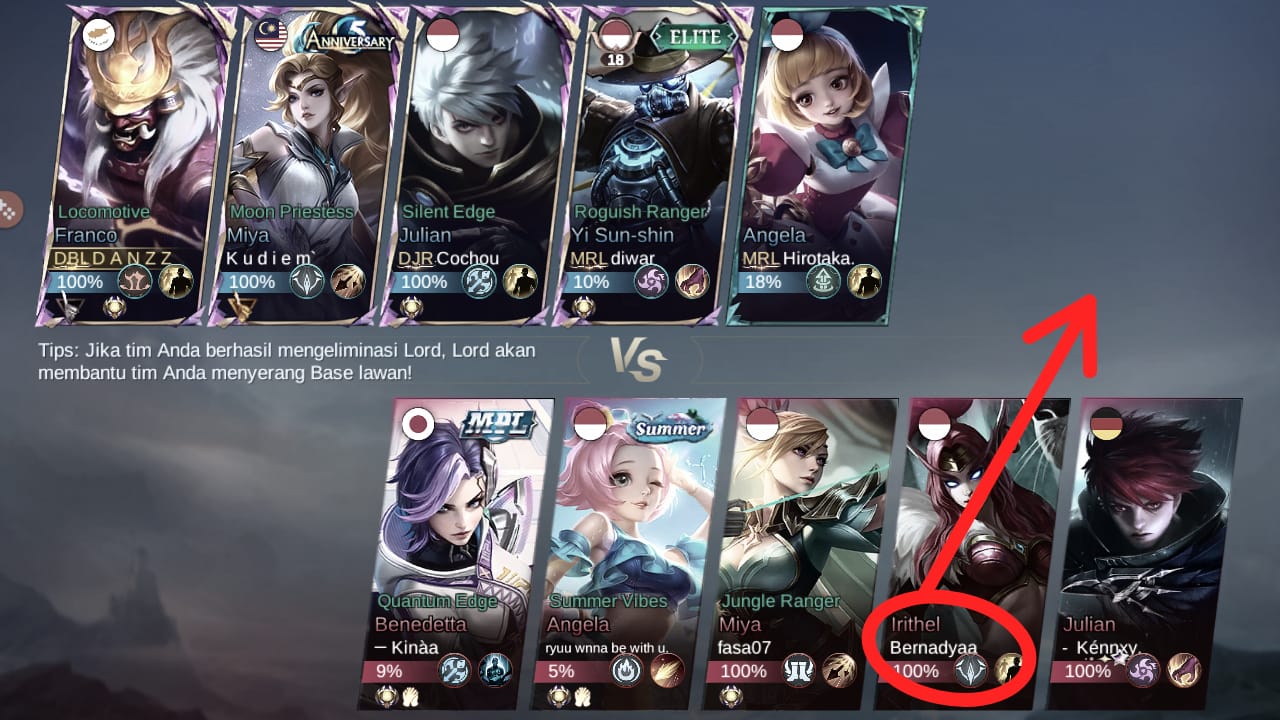 5
ANNIVERSARY
ELITE
18
Locomotive
Franco
DBL D A N Z Z
100%
Moon Priestess
Miya
K u d i e m`
100%
Silent Edge
Julian
DJR Cochou
100%
Roguish Ranger
Yi Sun-shin
MRL diwar
10%
Angela
MRL Hirotaka.
18%
Tips: Jika tim Anda berhasil mengeliminasi Lord, Lord akan
membantu tim Anda menyerang Base lawan!
VS
MPL
Quantum Edge
Benedetta
– Kinàa
9%
Summer
Summer Vibes
Angela
ryuu wnna be with u.
5%
Jungle Ranger
Miya
fasa07
100%
Irithel
Bernadyaa
100%
Julian
- Kénnxy.
100%